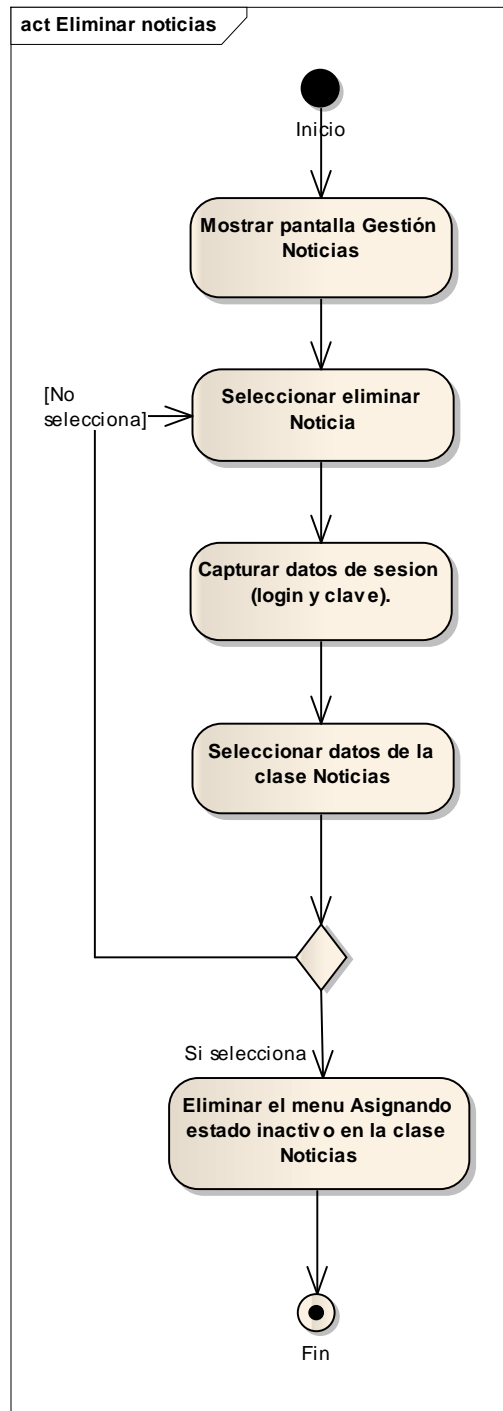 act Eliminar noticias
Inicio
Mostrar pantalla Gestión
Noticias
[No
selecciona]
Seleccionar eliminar
Noticia
Capturar datos de sesion
(login y clave).
Seleccionar datos de la
clase Noticias
Si selecciona
Eliminar el menu Asignando
estado inactivo en la clase
Noticias
Fin